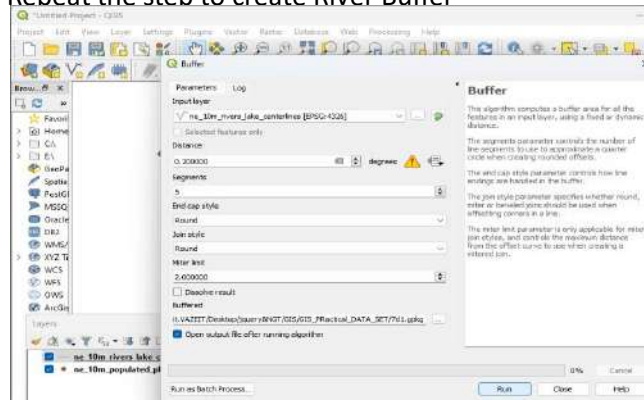 Repeat the step to create River Buffer
*Untitled Project - QGIS
Project Edit View Layer Settings Plugins Vector Raster Database Web Processing Help
Buffer
Parameters Log
Input layer
ne_10m_rivers_lake_centerlines [EPSG:4326]
Selected features only
Distance
0.200000 degrees
Segments
5
End cap style
Round
Join style
Round
Miter limit
2.000000
Dissolve result
Buffered
Open output file after running algorithm
0% Cancel
Run as Batch Process... Run Close Help
Buffer
This algorithm computes a buffer area for all the
features in an input layer, using a fixed or dynamic
distance.
The segments parameter controls the number of
line segments to use to approximate a quarter
circle when creating rounded offsets.
The end cap style parameter controls how line
endings are handled in the buffer.
The join style parameter specifies whether round,
miter or beveled joins should be used when
offsetting corners in a line.
The miter limit parameter is only applicable for miter
join styles, and controls the maximum distance
from the offset curve to use when creating a
mitered join.
Favori
Home
C:\
E:\
GeoPa
Spatia
PostG
MSSQ
Oracle
DB2
WMS/
XYZ Ti
WCS
WFS
OWS
ArcGis
Layers
ne_10m_rivers_lake_c
ne_10m_populated_pl